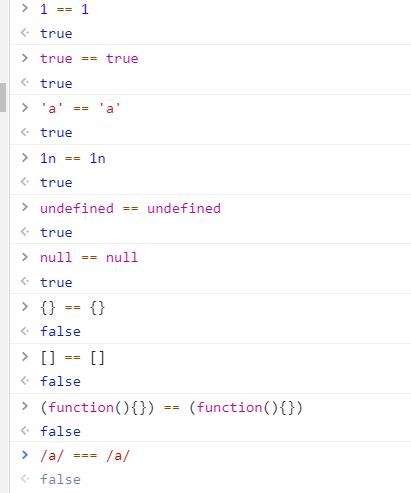 1 == 1
true
true == true
true
'a' == 'a'
true
1n == 1n
true
undefined == undefined
true
null == null
true
{} == {}
false
[] == []
false
(function(){}) == (function(){})
false
/a/ === /a/
false